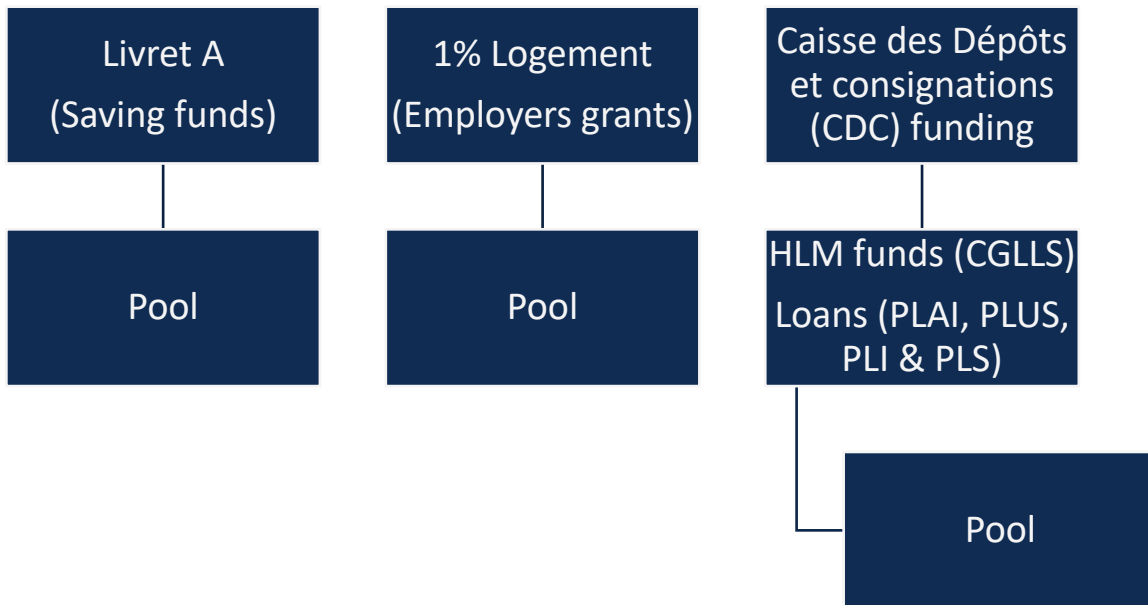 Livret A
(Saving funds)
1% Logement
(Employers grants)
Caisse des Dépôts
et consignations
(CDC) funding
Pool
Pool
HLM funds (CGLLS)
Loans (PLAI, PLUS,
PLI & PLS)
Pool